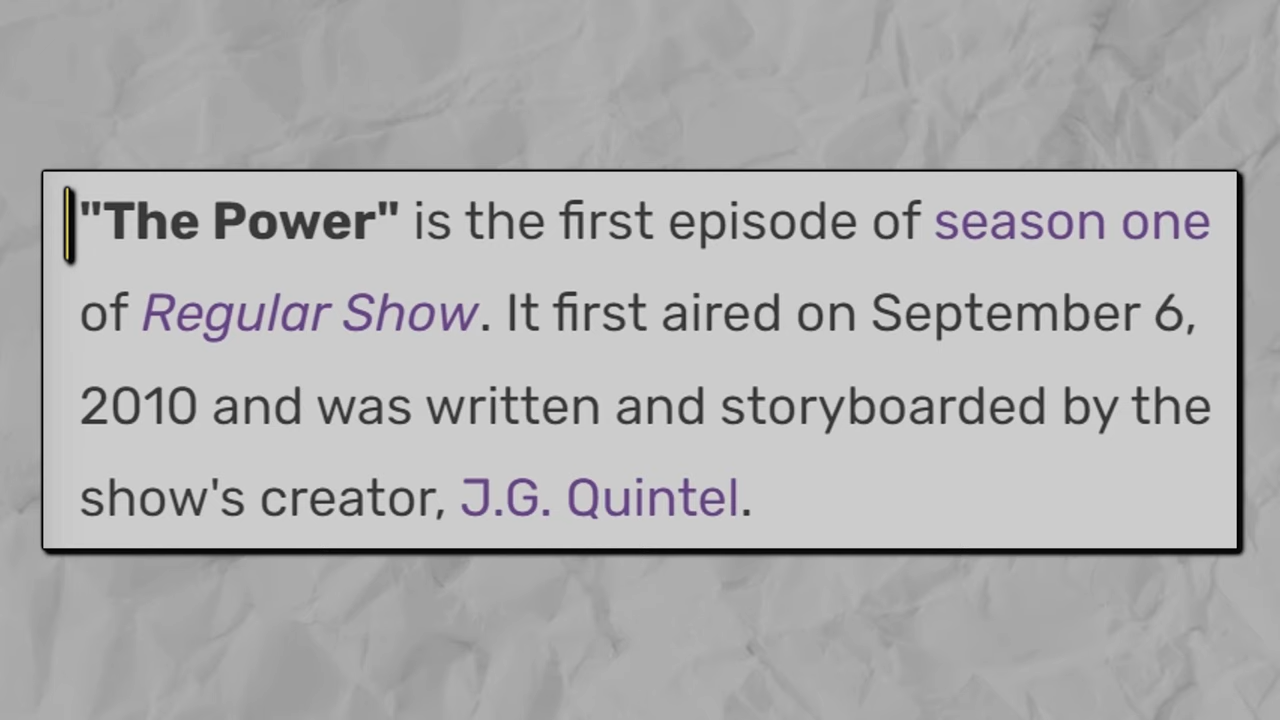 "The Power" is the first episode of season one
of Regular Show. It first aired on September 6,
2010 and was written and storyboarded by the
show's creator, J.G. Quintel.